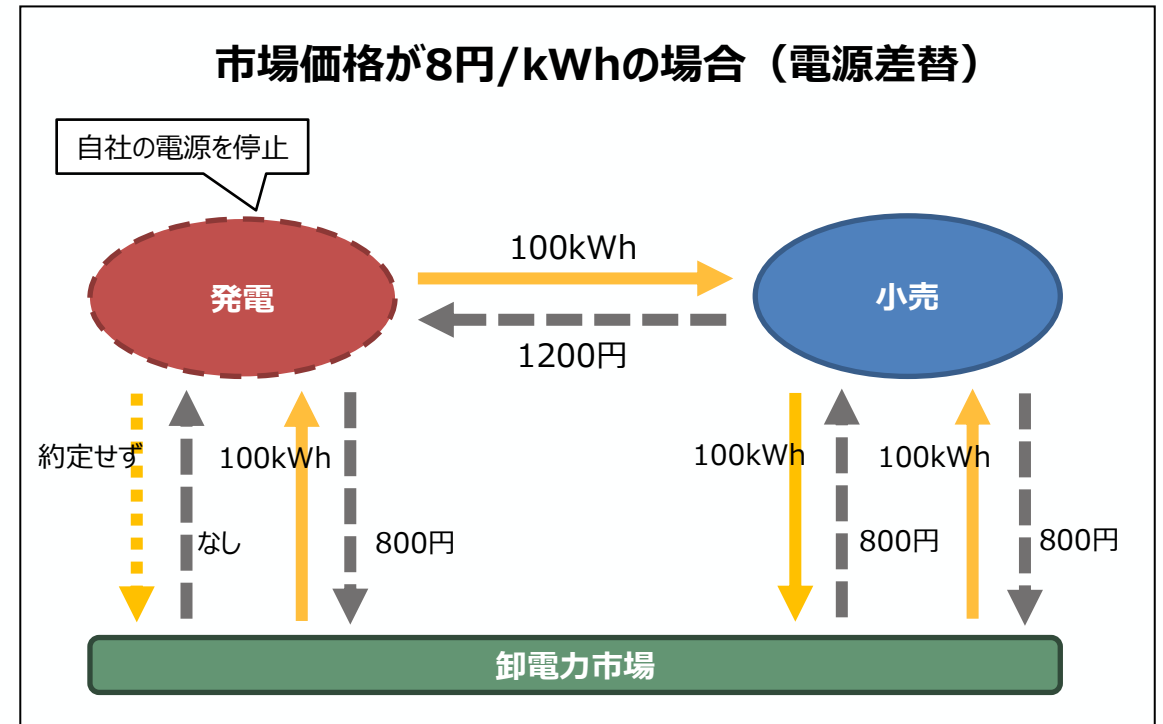 市場価格が8円/kWhの場合（電源差替）
自社の電源を停止
100kWh
発電
小売
1200円
約定せず
100kWh
100kWh
100kWh
なし
800円
800円
800円
卸電力市場